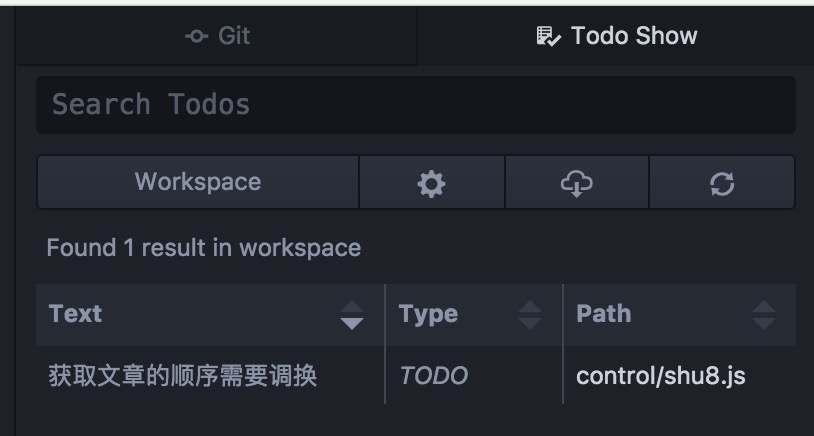 Git
Todo Show
Search Todos
Workspace
Found 1 result in workspace
Text Type Path
获取文章的顺序需要调换 TODO control/shu8.js